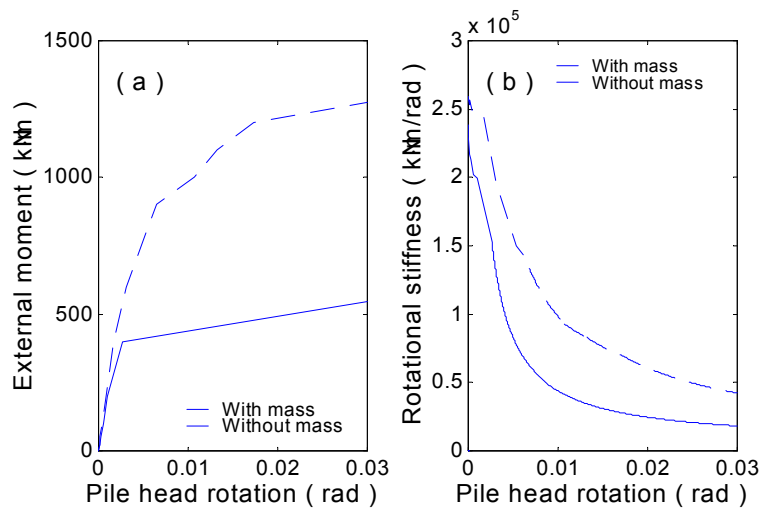 1500
1000
500
0
0
0.01
0.02
0.03
External moment ( kNm )
Pile head rotation ( rad )
( a )
With mass
Without mass
x 10^5
3
2.5
2
1.5
1
0.5
0
0
0.01
0.02
0.03
Rotational stiffness ( kNm/rad )
Pile head rotation ( rad )
( b )
With mass
Without mass